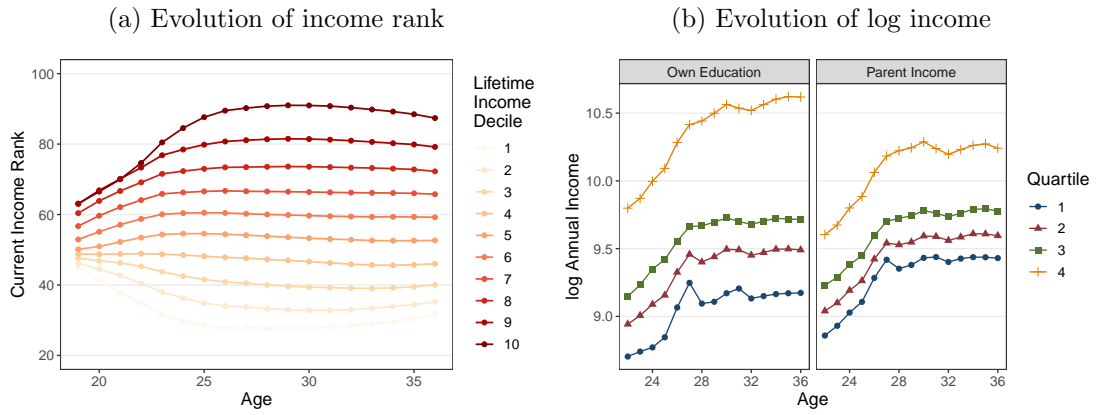 (a) Evolution of income rank
100
80
60
40
20
Current Income Rank
20
25
30
35
Age
Lifetime
Income
Decile
1
2
3
4
5
6
7
8
9
10
(b) Evolution of log income
Own Education
Parent Income
10.5
10.0
9.5
9.0
log Annual Income
24
28
32
36
24
28
32
36
Age
Quartile
1
2
3
4